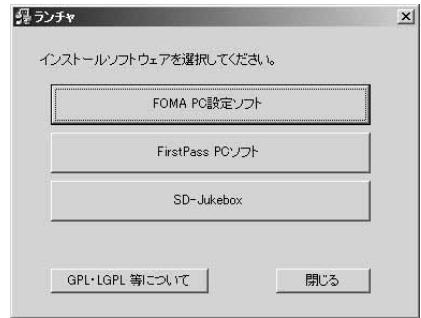 ランチャ
インストールソフトウェアを選択してください。
FOMA PC設定ソフト
FirstPass PCソフト
SD-Jukebox
GPL・LGPL 等について
閉じる